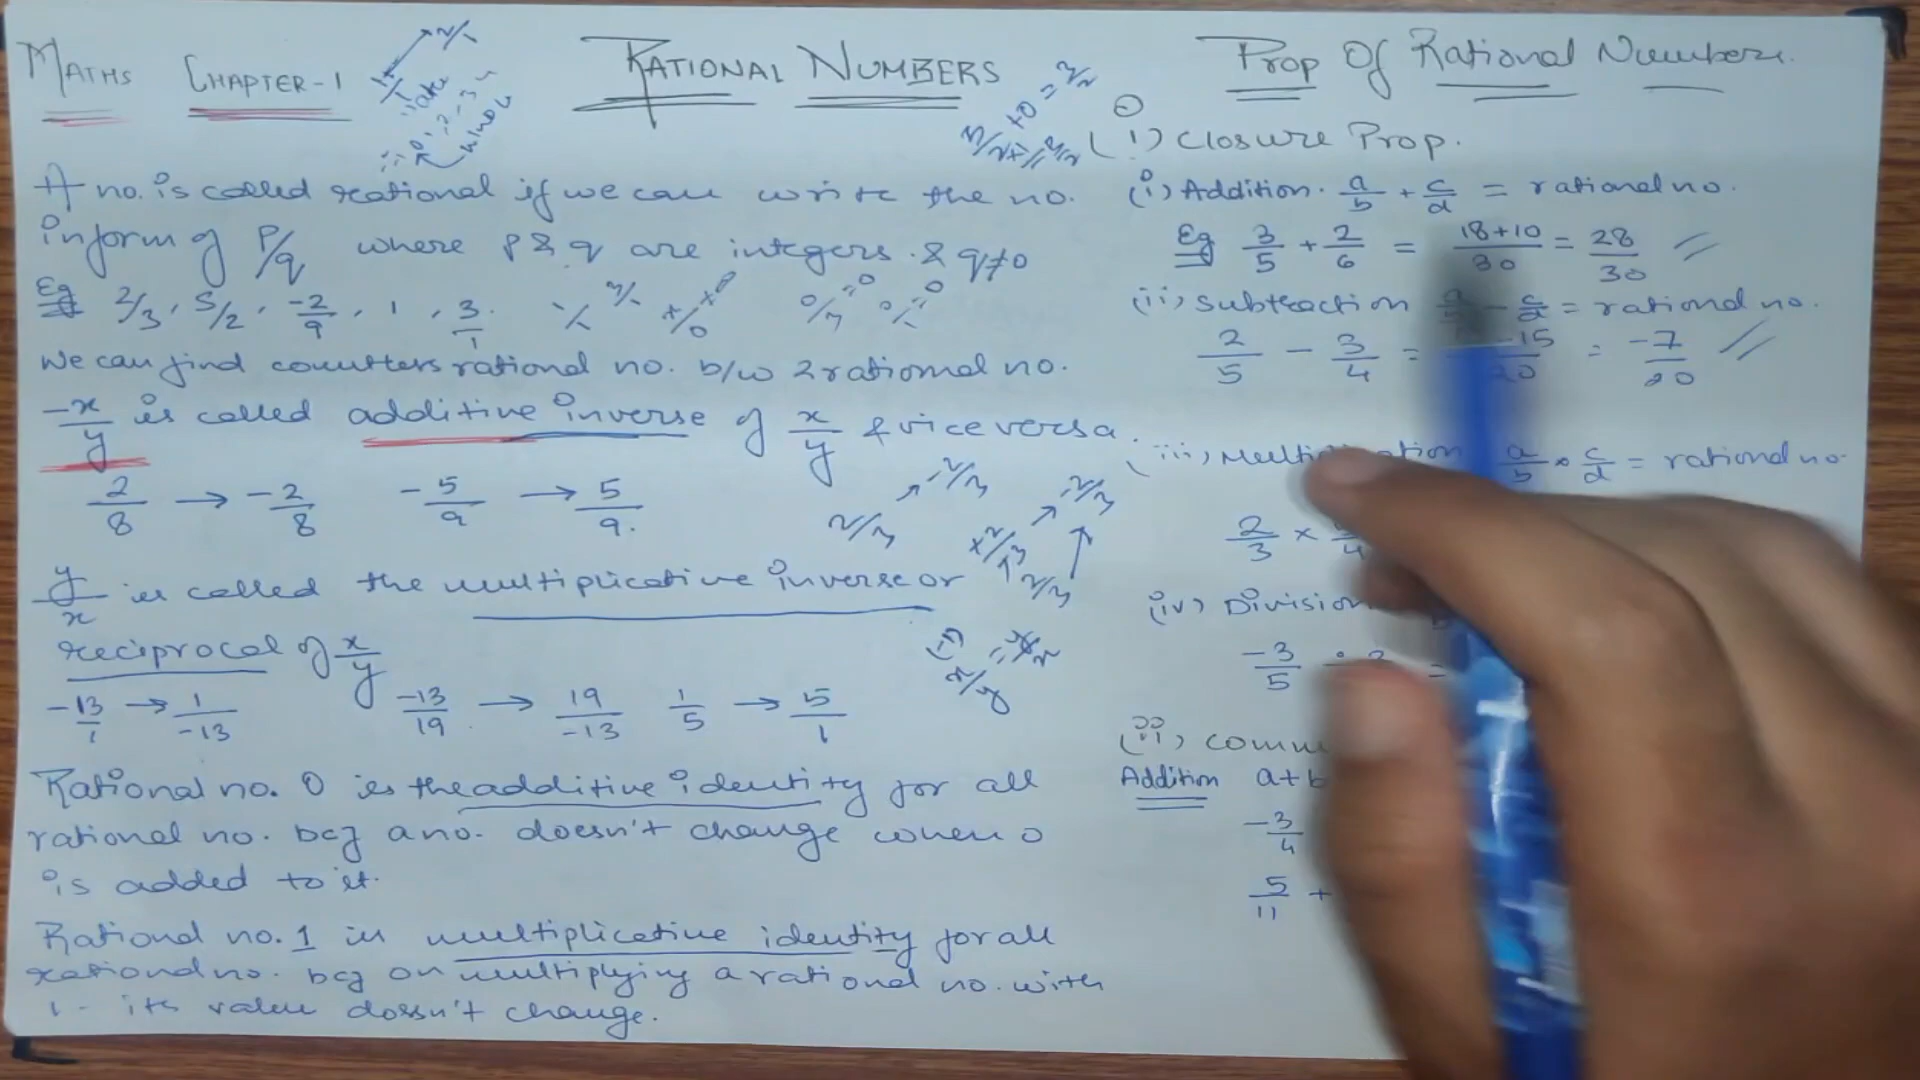 MATHS CHAPTER-1
RATIONAL NUMBERS
A no. is called rational if we can write the no.
in form of P/q where P & q are integers. & q≠0
Eg 2/3, 5/2, -2/9, 1, 3/1.
We can find countless rational no. b/w 2 rational no.
-x/y is called additive inverse of x/y & vice versa.
2/8 → -2/8 -5/9 → 5/9.
y/x is called the multiplicative inverse or
reciprocal of x/y
-13/1 → 1/-13 -13/19 → 19/-13 1/5 → 5/1
Rational no. 0 is the additive identity for all
rational no. bcz a no. doesn't change when 0
is added to it.
Rational no. 1 is multiplicative identity for all
rational no. bcz on multiplying a rational no. with
1 - its value doesn't change.
Prop Of Rational Numbers.
(i) Closure Prop.
(i) Addition. a/b + c/d = rational no.
Eg 3/5 + 2/6 = 18+10/30 = 28/30
(ii) Subtraction - c/d = rational no.
2/5 - 3/4 = -15/20 = -7/20
(iii) a/b × c/d = rational no.
2/3 ×
(iv) Division
-3/5 ÷
(ii)
Addition a+b
-3/4
5/11 +